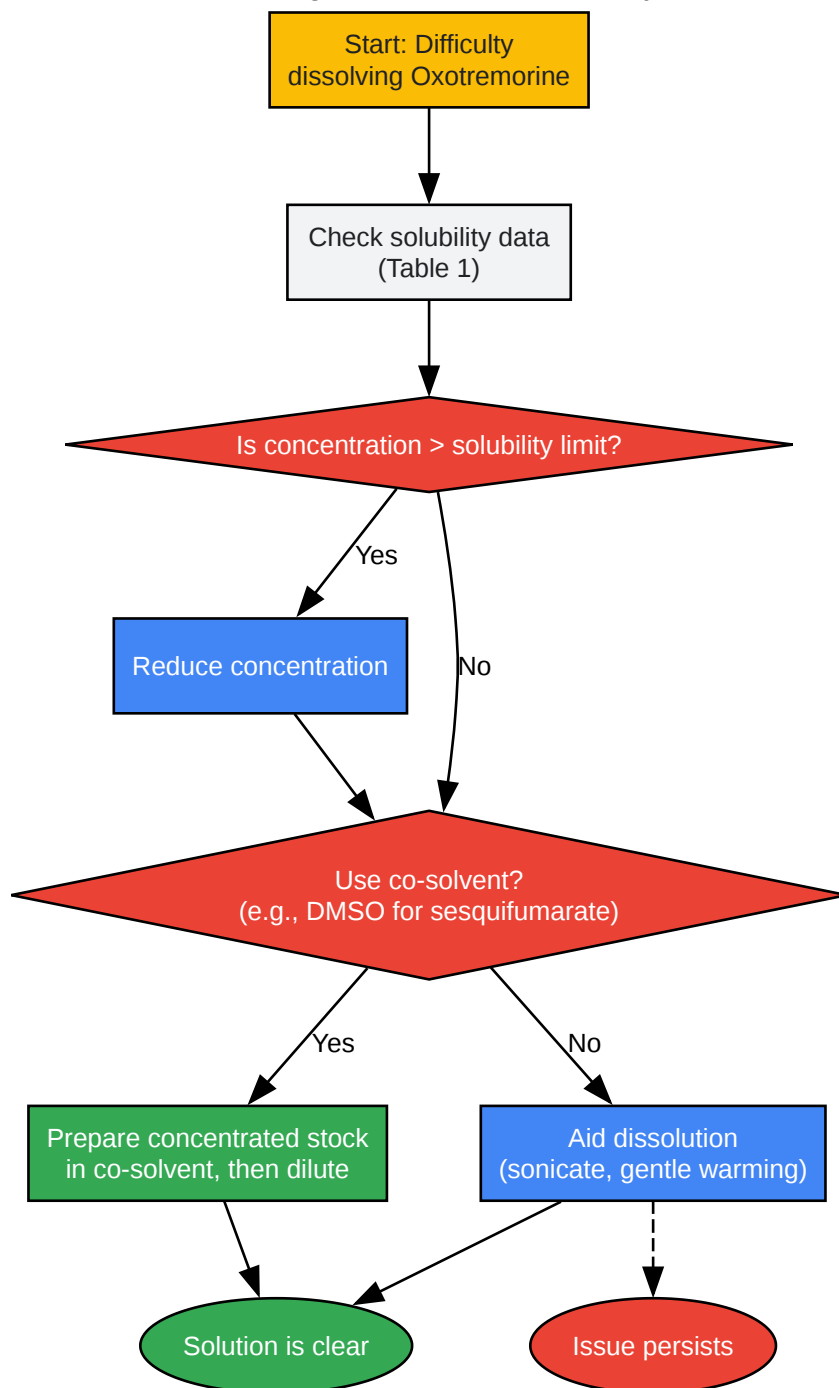 Start: Difficulty
dissolving Oxotremorine
Check solubility data
(Table 1)
Is concentration > solubility limit?
Yes
Reduce concentration
No
Use co-solvent?
(e.g., DMSO for sesquifumarate)
Yes
No
Prepare concentrated stock
in co-solvent, then dilute
Aid dissolution
(sonicate, gentle warming)
Solution is clear
Issue persists